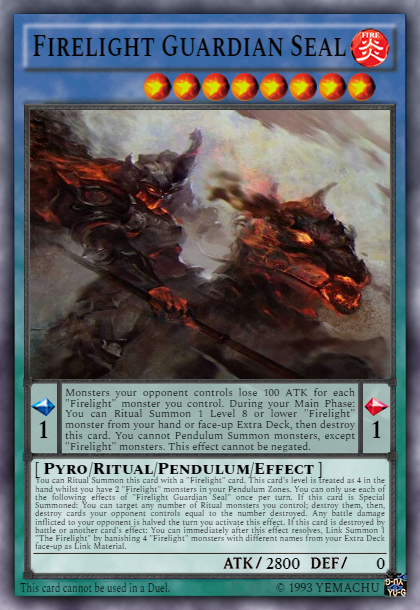 FIRELIGHT GUARDIAN SEAL
FIRE
炎
Monsters your opponent controls lose 100 ATK for each
"Firelight" monster you control. During your Main Phase:
You can Ritual Summon 1 Level 8 or lower "Firelight"
monster from your hand or face-up Extra Deck, then destroy
this card. You cannot Pendulum Summon monsters, except
"Firelight" monsters. This effect cannot be negated.
1
1
[ PYRO/RITUAL/PENDULUM/EFFECT ]
You can Ritual Summon this card with a "Firelight" card. This card's level is treated as 4 in the
hand whilst you have 2 "Firelight" monsters in your Pendulum Zones. You can only use each of
the following effects of "Firelight Guardian Seal" once per turn. If this card is Special
Summoned: You can target any number of Ritual monsters you control; destroy them, then,
destroy cards your opponent controls equal to the number destroyed. Any battle damage
inflicted to your opponent is halved the turn you activate this effect. If this card is destroyed by
battle or another card's effect: You can immediately after this effect resolves, Link Summon 1
"The Firelight" by banishing 4 "Firelight" monsters with different names from your Extra Deck
face-up as Link Material.
ATK/ 2800 DEF/ 0
This card cannot be used in a Duel.
© 1993 YEMACHU
YU-G